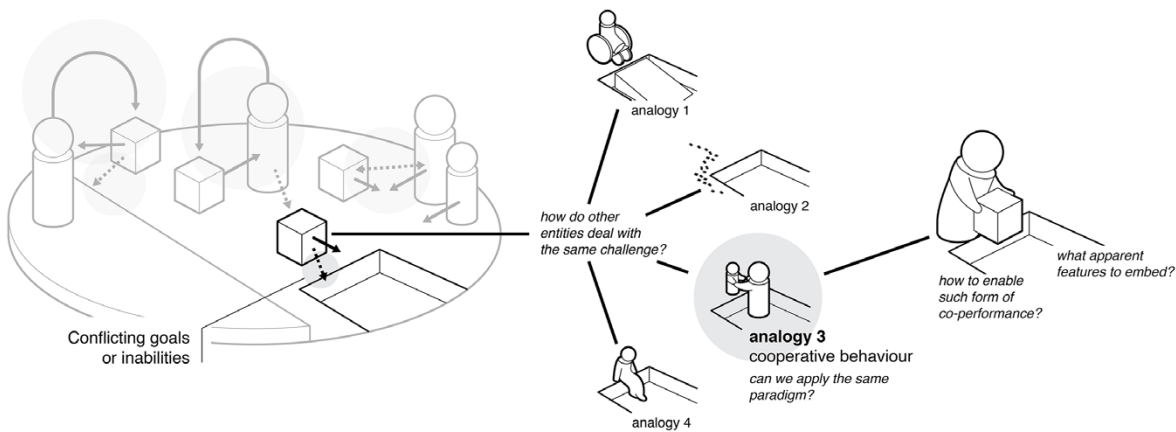 Conflicting goals
or inabilities
how do other
entities deal with
the same challenge?
analogy 1
analogy 2
analogy 3
cooperative behaviour
can we apply the same
paradigm?
analogy 4
how to enable
such form of
co-performance?
what apparent
features to embed?